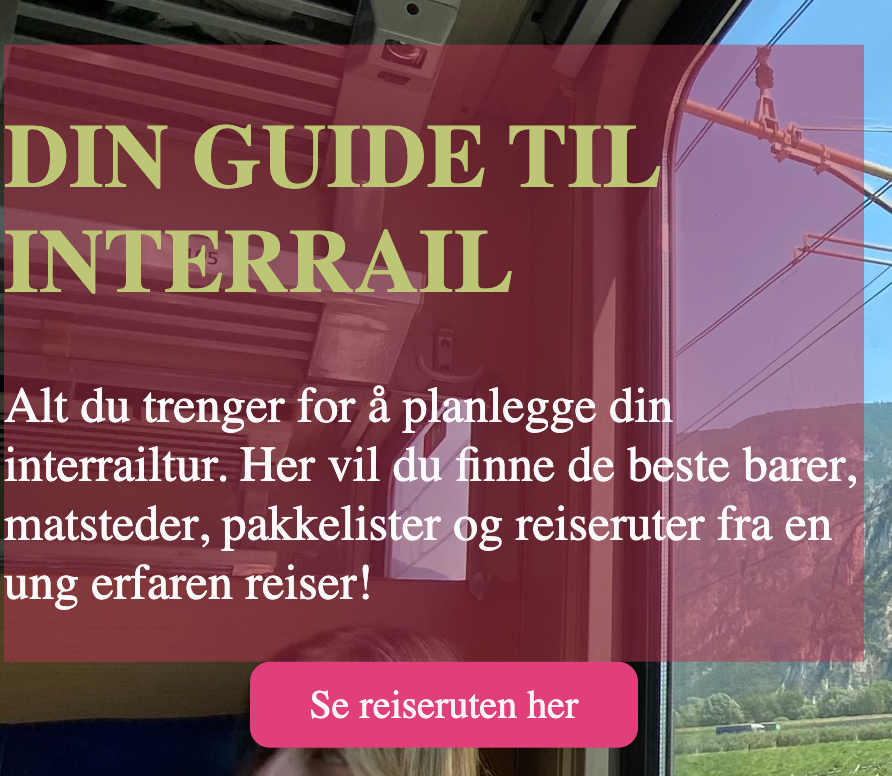 DIN GUIDE TIL
INTERRAIL
Alt du trenger for å planlegge din
interrailtur. Her vil du finne de beste barer,
matsteder, pakkelister og reiseruter fra en
ung erfaren reiser!
Se reiseruten her